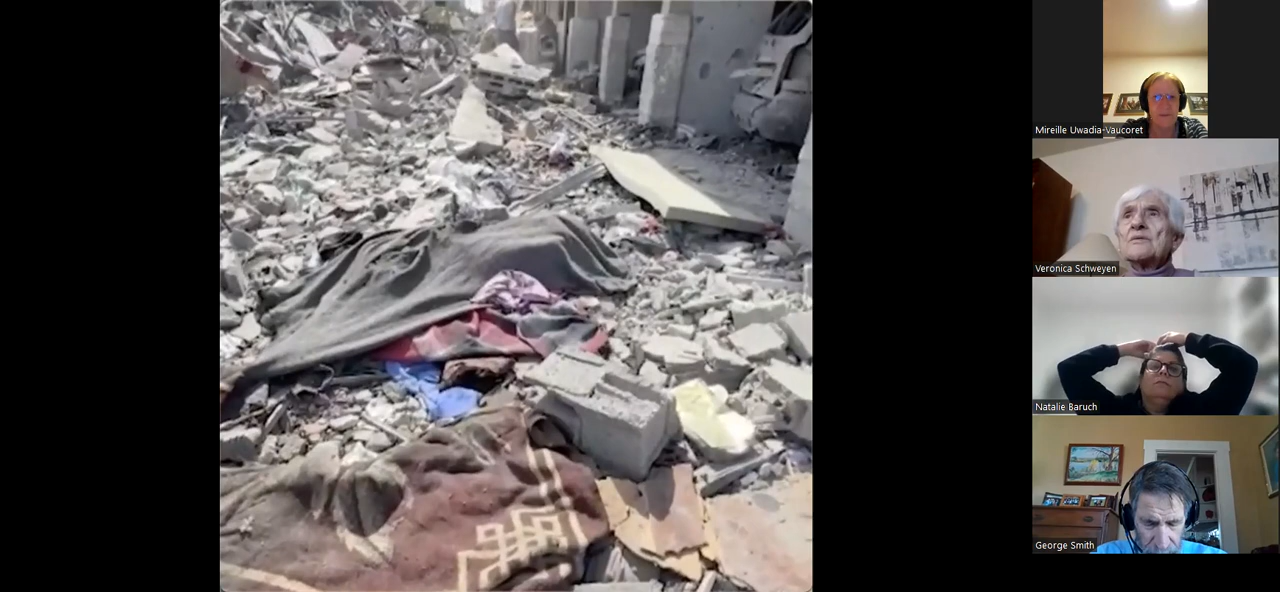 Mireille Uwadia-Vaucoret
Veronica Schweyen
Natalie Baruch
George Smith